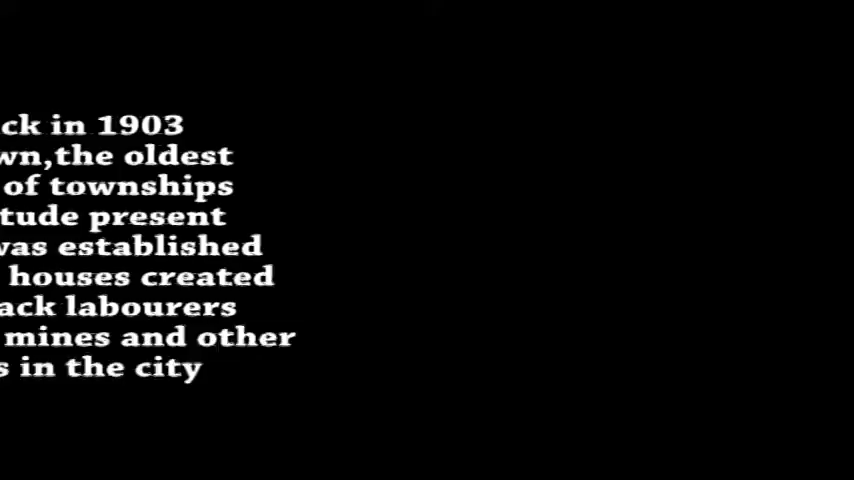 ck in 1903
wn,the oldest
of townships
tude present
was established
houses created
ack labourers
mines and other
s in the city